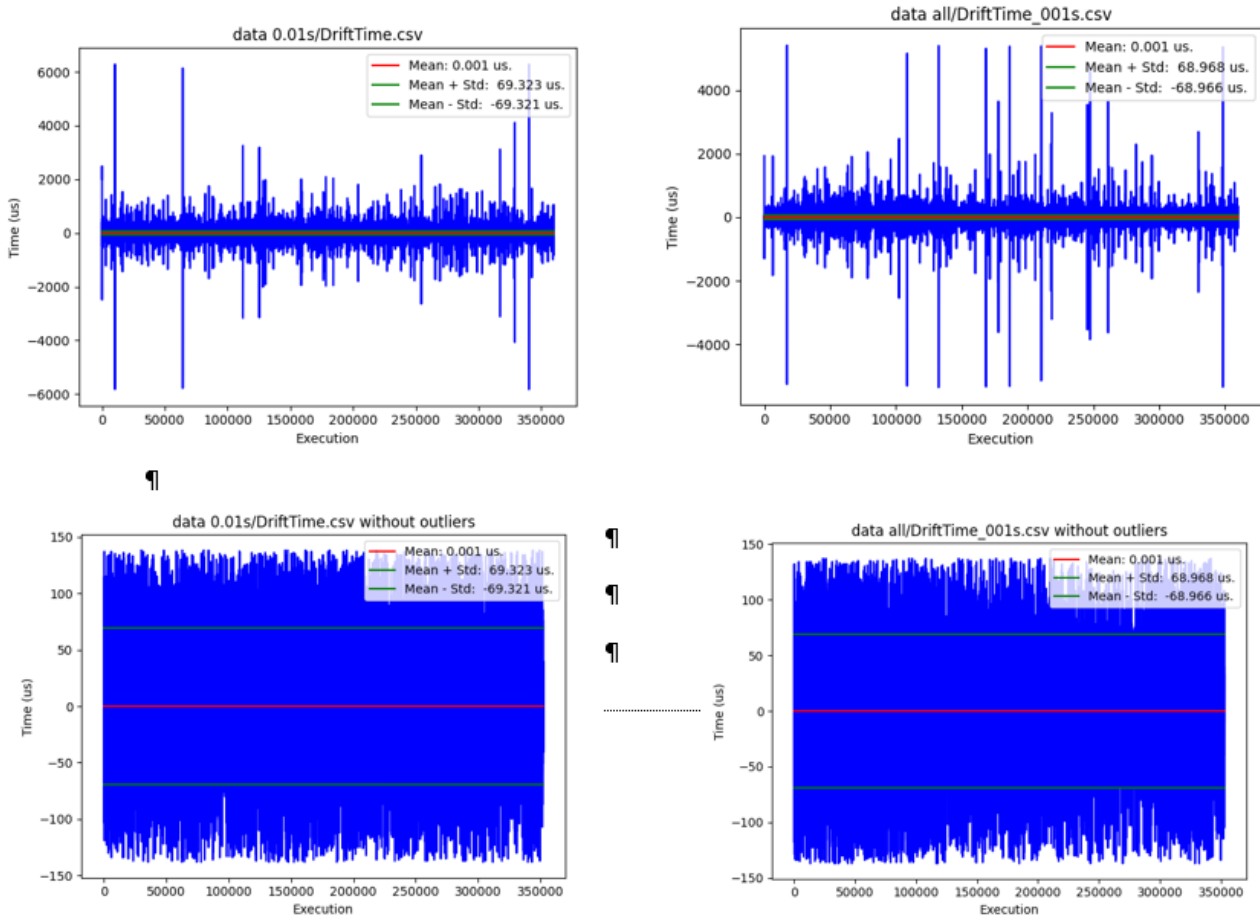 data 0.01s/DriftTime.csv
Mean: 0.001 us.
Mean + Std: 69.323 us.
Mean - Std: -69.321 us.
6000
4000
2000
0
−2000
−4000
−6000
Time (us)
0 50000 100000 150000 200000 250000 300000 350000
Execution
data all/DriftTime_001s.csv
Mean: 0.001 us.
Mean + Std: 68.968 us.
Mean - Std: -68.966 us.
4000
2000
0
−2000
−4000
Time (us)
0 50000 100000 150000 200000 250000 300000 350000
Execution
¶
data 0.01s/DriftTime.csv without outliers
Mean: 0.001 us.
Mean + Std: 69.323 us.
Mean - Std: -69.321 us.
150
100
50
0
−50
−100
−150
Time (us)
0 50000 100000 150000 200000 250000 300000 350000
Execution
¶
¶
¶
data all/DriftTime_001s.csv without outliers
Mean: 0.001 us.
Mean + Std: 68.968 us.
Mean - Std: -68.966 us.
150
100
50
0
−50
−100
−150
Time (us)
0 50000 100000 150000 200000 250000 300000 350000
Execution